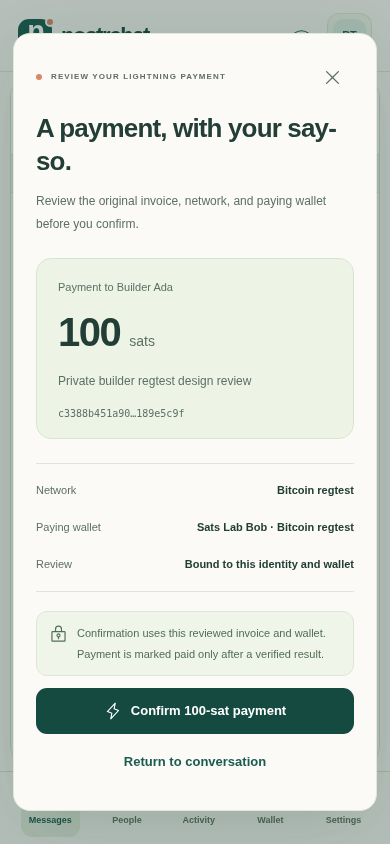 REVIEW YOUR LIGHTNING PAYMENT
A payment, with your say-
so.
Review the original invoice, network, and paying wallet
before you confirm.
Payment to Builder Ada
100 sats
Private builder regtest design review
c3388b451a90…189e5c9f
Network Bitcoin regtest
Paying wallet Sats Lab Bob · Bitcoin regtest
Review Bound to this identity and wallet
Confirmation uses this reviewed invoice and wallet.
Payment is marked paid only after a verified result.
Confirm 100-sat payment
Return to conversation
Messages People Activity Wallet Settings